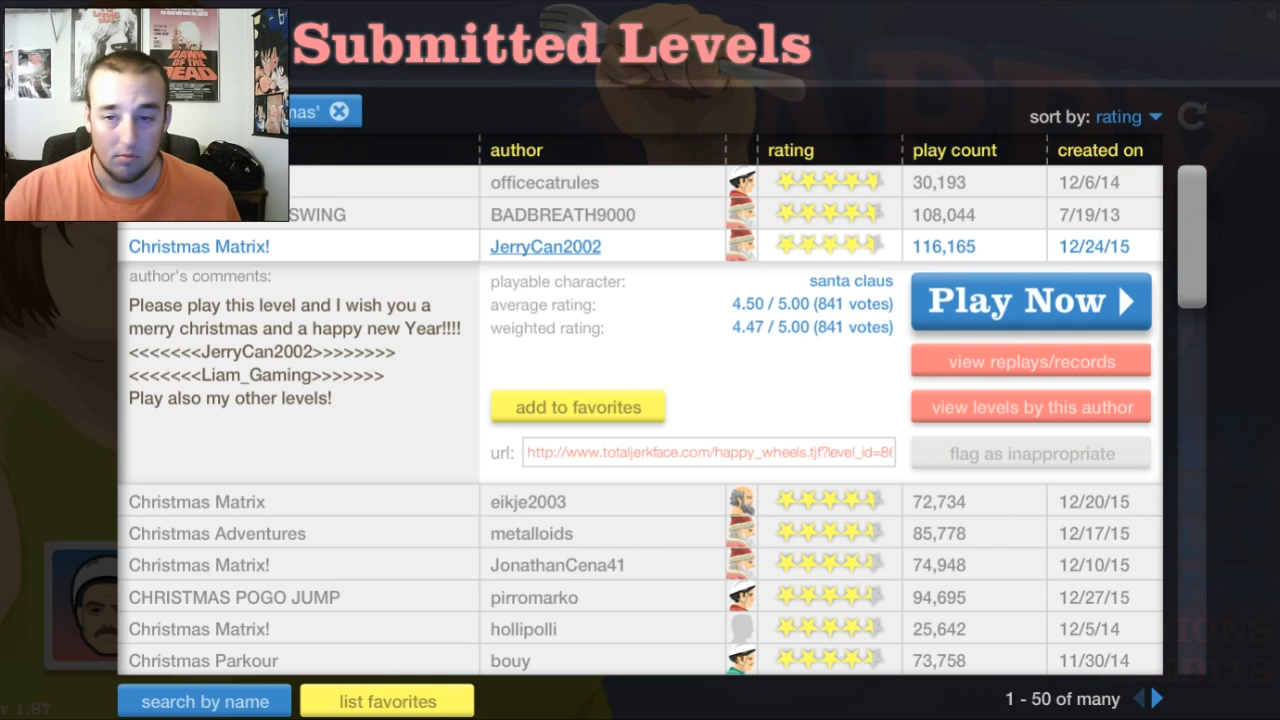 Submitted Levels
DAWN
OF THE
DEAD
nas'
sort by: rating
author rating play count created on
officecatrules 30,193 12/6/14
SWING BADBREATH9000 108,044 7/19/13
Christmas Matrix! JerryCan2002 116,165 12/24/15
author's comments:
Please play this level and I wish you a
merry christmas and a happy new Year!!!!
<<<<<<<JerryCan2002>>>>>>>>
<<<<<<<Liam_Gaming>>>>>>>
Play also my other levels!
playable character: santa claus
average rating: 4.50 / 5.00 (841 votes)
weighted rating: 4.47 / 5.00 (841 votes)
add to favorites
url: http://www.totaljerkface.com/happy_wheels.tjf?level_id=86
Play Now
view replays/records
view levels by this author
flag as inappropriate
Christmas Matrix eikje2003 72,734 12/20/15
Christmas Adventures metalloids 85,778 12/17/15
Christmas Matrix! JonathanCena41 74,948 12/10/15
CHRISTMAS POGO JUMP pirromarko 94,695 12/27/15
Christmas Matrix! hollipolli 25,642 12/5/14
Christmas Parkour bouy 73,758 11/30/14
search by name list favorites 1 - 50 of many
v 1.87